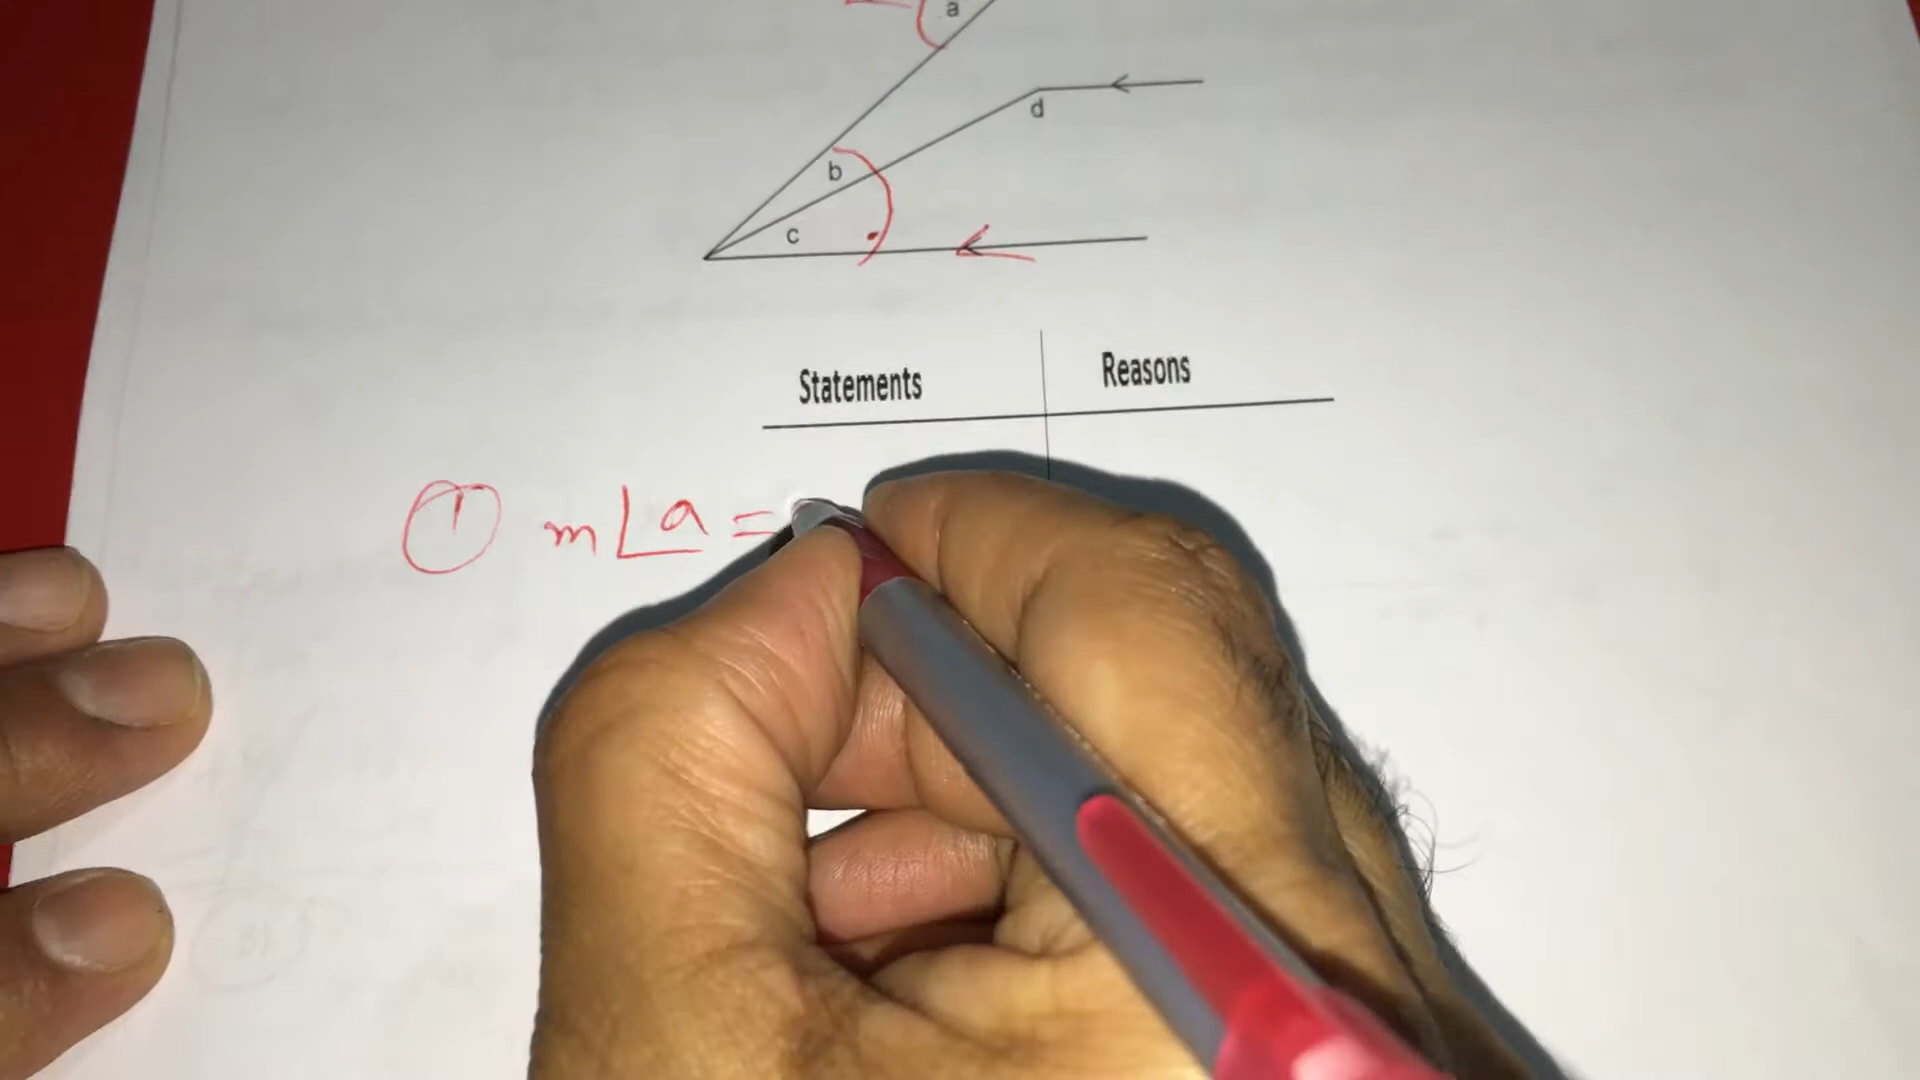 a
d
b
c
Statements Reasons
① m∠a =